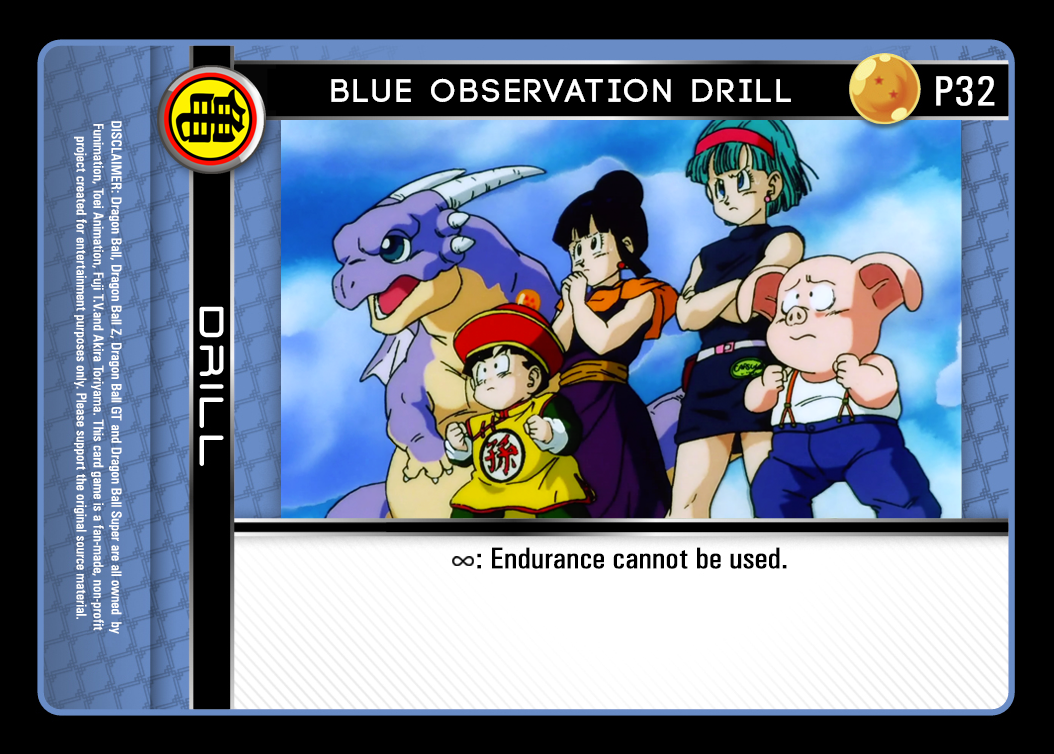 BLUE OBSERVATION DRILL
P32
DRILL
DISCLAIMER: Dragon Ball, Dragon Ball Z, Dragon Ball GT and Dragon Ball Super are all owned by
Funimation, Toei Animation, Fuji T.V.and Akira Toriyama. This card game is a fan-made, non-profit
project created for entertainment purposes only. Please support the original source material.
孫
CAPSULE
∞: Endurance cannot be used.